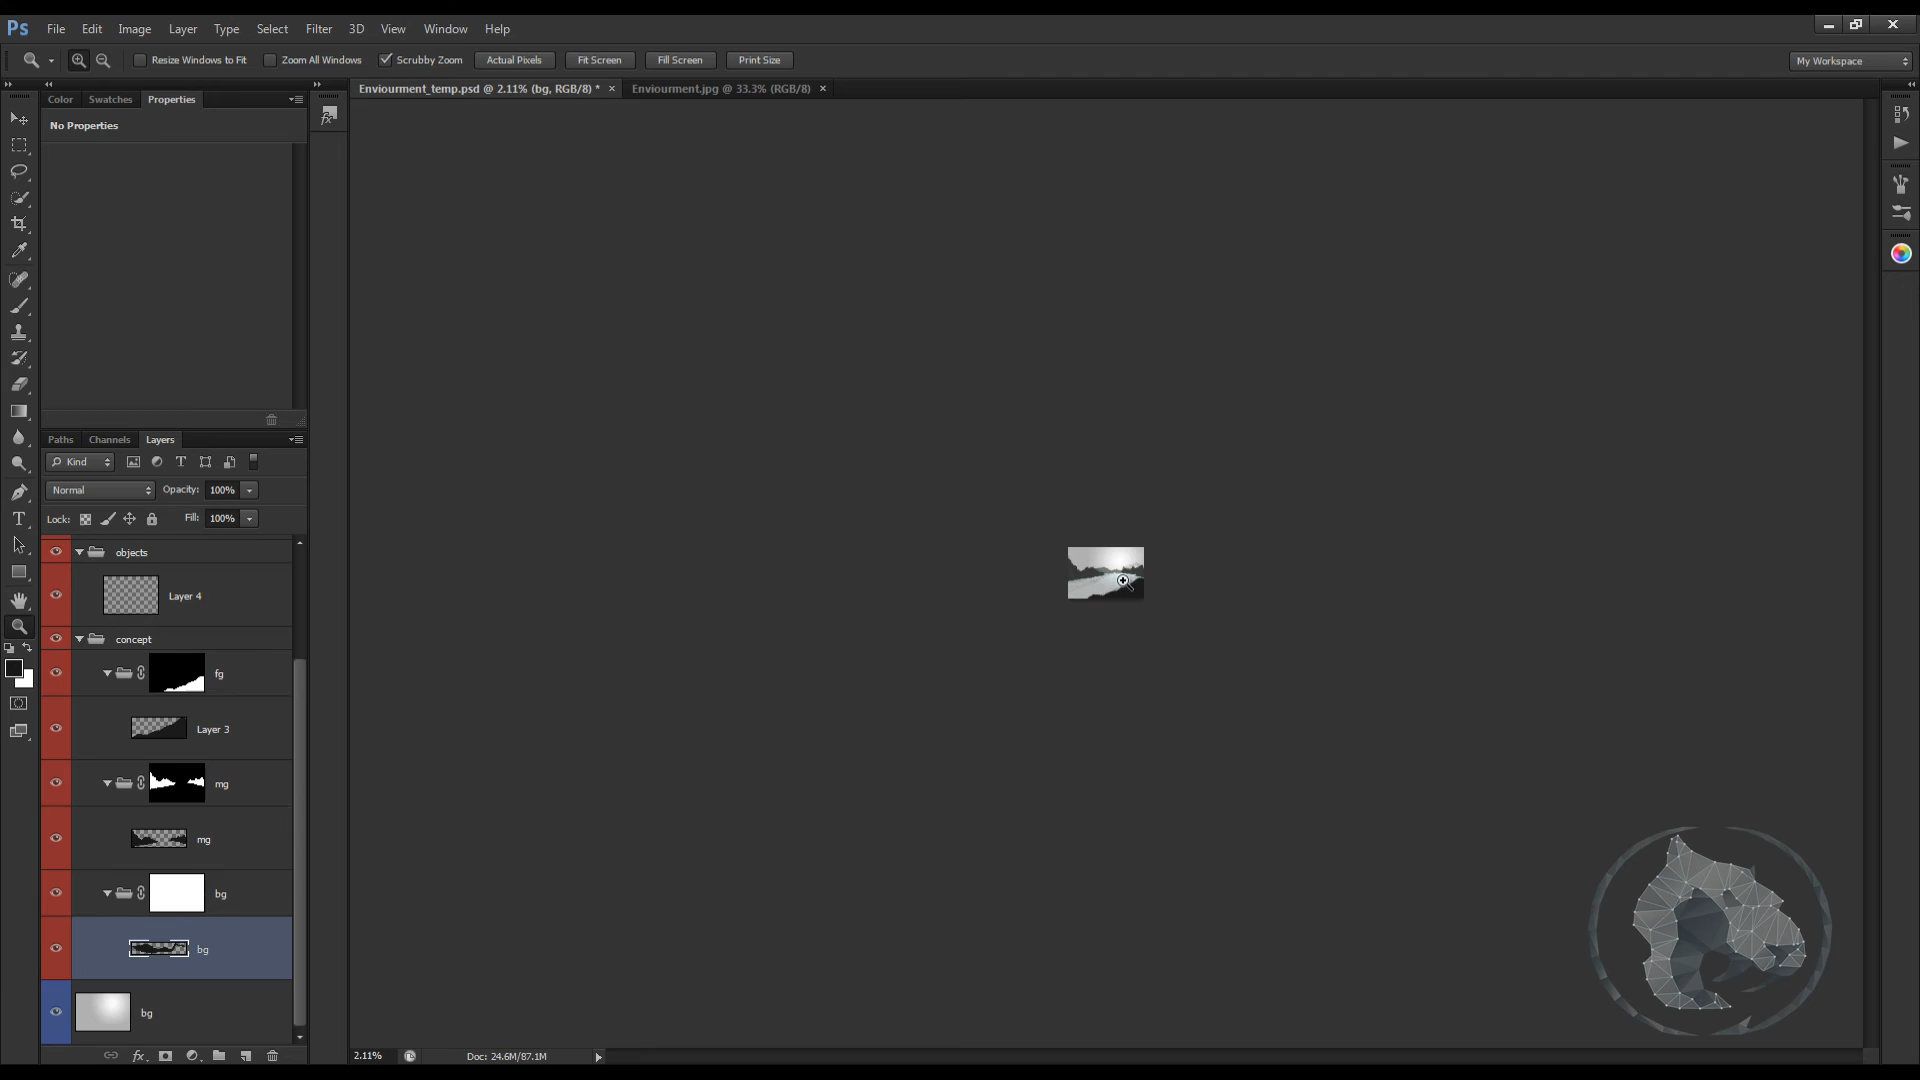 Ps File Edit Image Layer Type Select Filter 3D View Window Help
Resize Windows to Fit Zoom All Windows Scrubby Zoom Actual Pixels Fit Screen Fill Screen Print Size My Workspace
Color Swatches Properties
Enviourment_temp.psd @ 2.11% (bg, RGB/8) * Enviourment.jpg @ 33.3% (RGB/8)
No Properties
Paths Channels Layers
Kind
Normal Opacity: 100%
Lock: Fill: 100%
objects
Layer 4
concept
fg
Layer 3
mg
mg
bg
bg
bg
2.11% Doc: 24.6M/87.1M